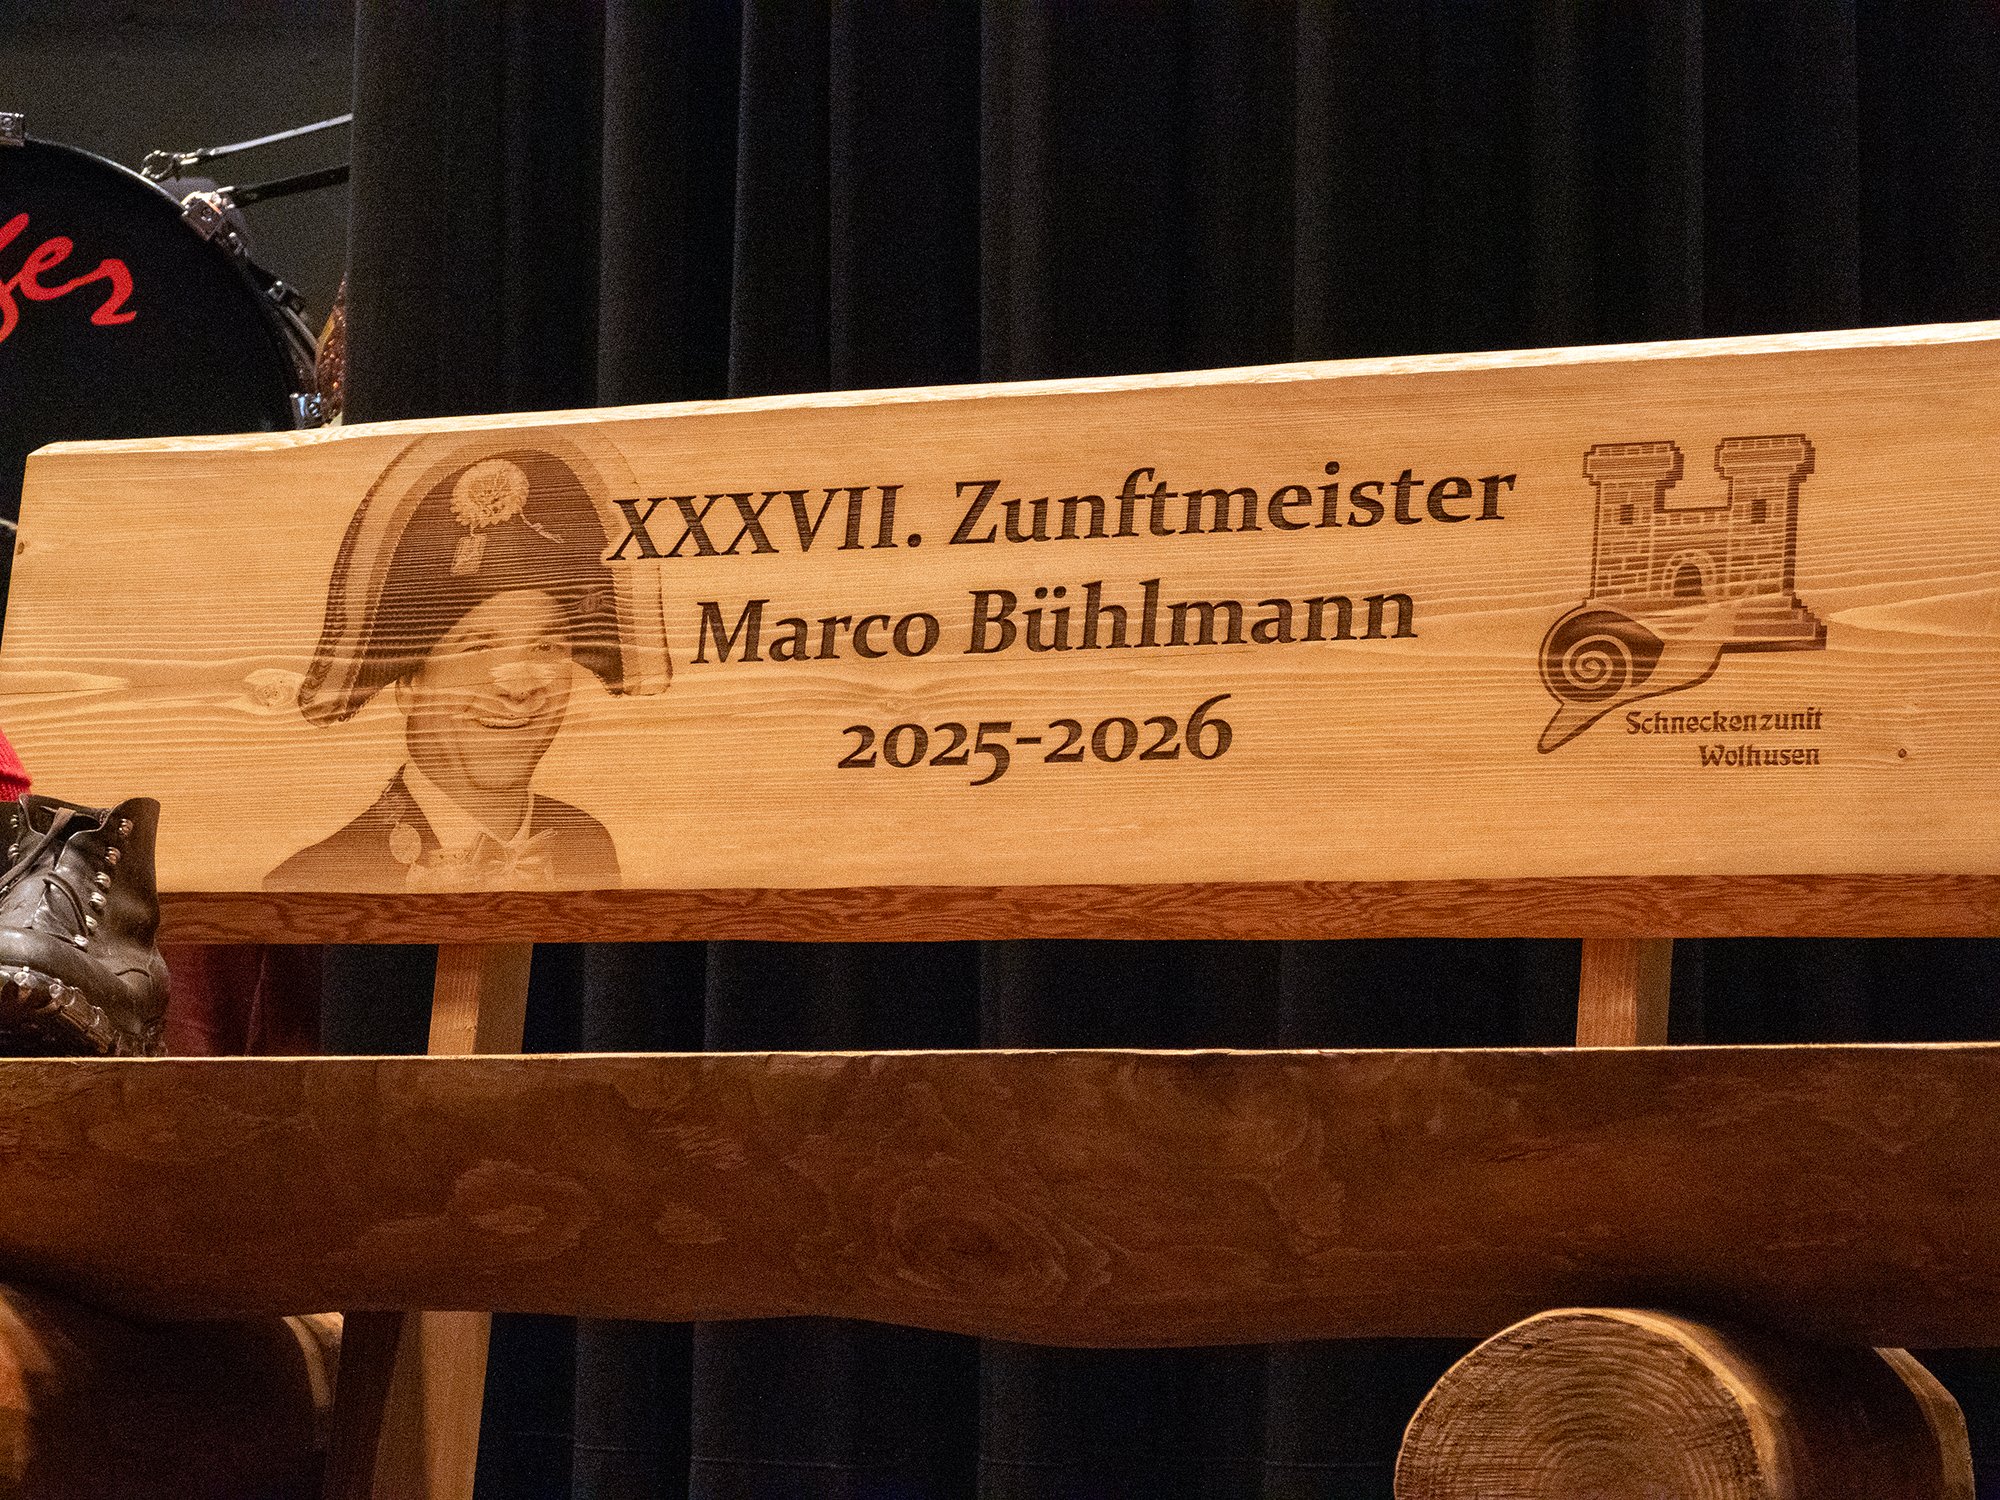 XXXVII. Zunftmeister
Marco Bühlmann
2025-2026
Schneckenzunft
Wolhusen